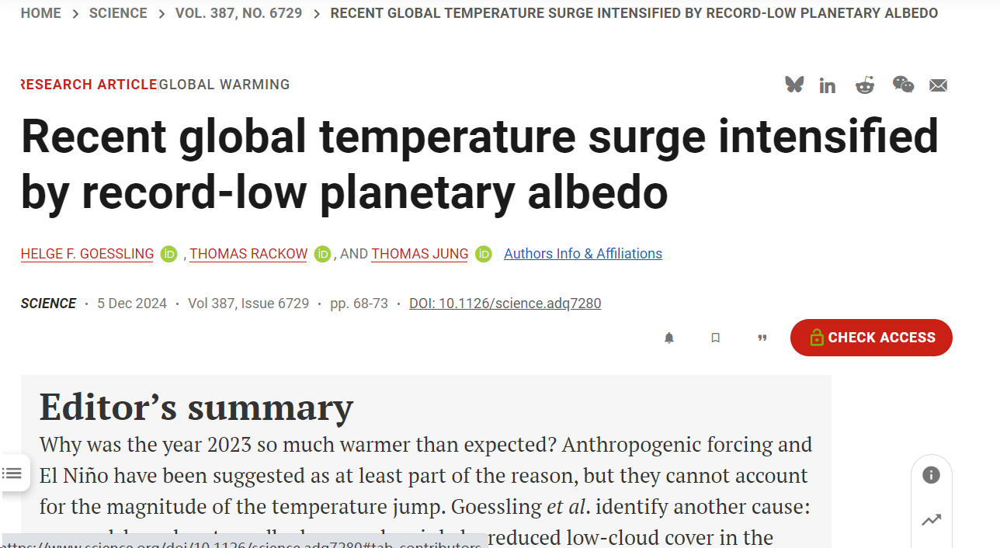 HOME > SCIENCE > VOL. 387, NO. 6729 > RECENT GLOBAL TEMPERATURE SURGE INTENSIFIED BY RECORD-LOW PLANETARY ALBEDO
RESEARCH ARTICLE GLOBAL WARMING
Recent global temperature surge intensified
by record-low planetary albedo
HELGE F. GOESSLING iD , THOMAS RACKOW iD , AND THOMAS JUNG iD Authors Info & Affiliations
SCIENCE · 5 Dec 2024 · Vol 387, Issue 6729 · pp. 68-73 · DOI: 10.1126/science.adq7280
CHECK ACCESS
Editor's summary
Why was the year 2023 so much warmer than expected? Anthropogenic forcing and
El Niño have been suggested as at least part of the reason, but they cannot account
for the magnitude of the temperature jump. Goessling et al. identify another cause:
reduced low-cloud cover in the
https://www.science.org/doi/10.1126/science.adq7280#tab-contributors